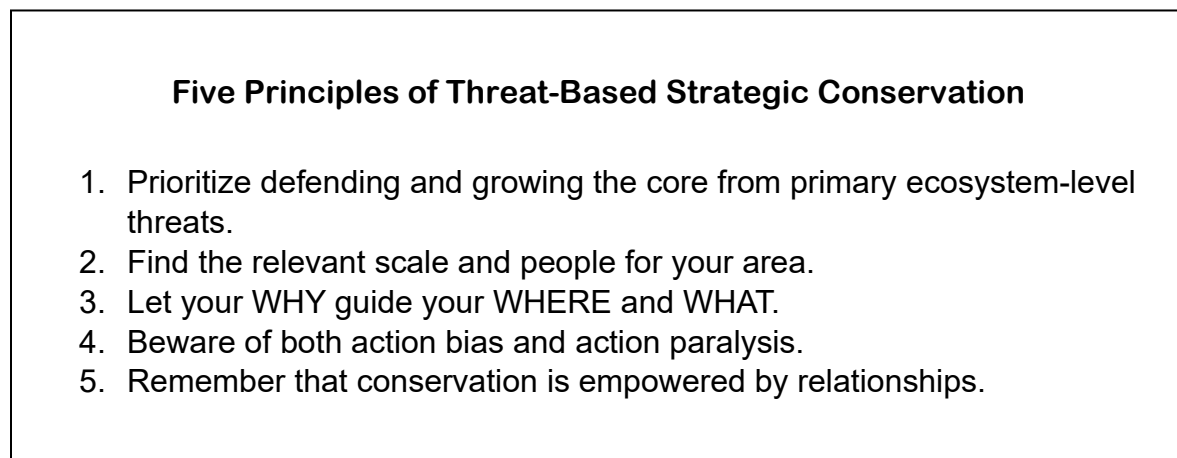 Five Principles of Threat-Based Strategic Conservation
1. Prioritize defending and growing the core from primary ecosystem-level
threats.
2. Find the relevant scale and people for your area.
3. Let your WHY guide your WHERE and WHAT.
4. Beware of both action bias and action paralysis.
5. Remember that conservation is empowered by relationships.